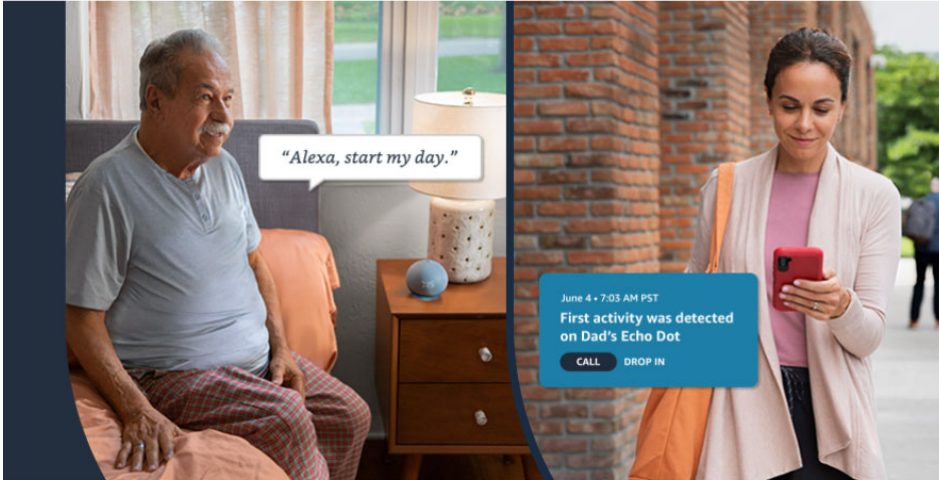 “Alexa, start my day.”
June 4 • 7:03 AM PST
First activity was detected
on Dad’s Echo Dot
CALL DROP IN